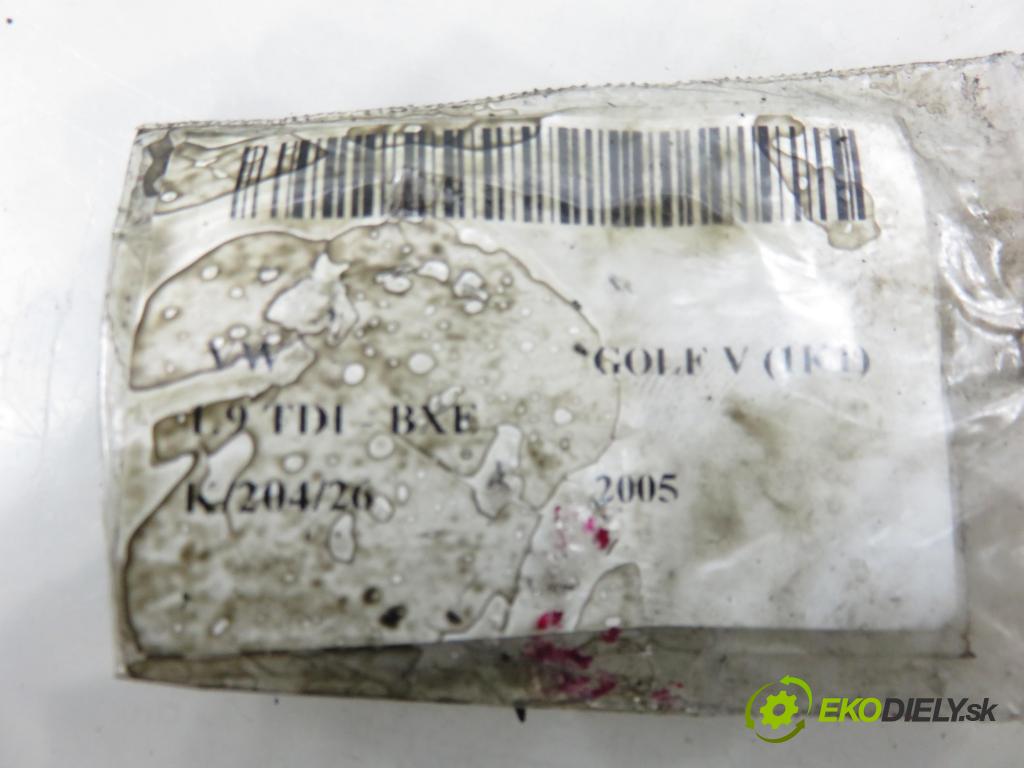 VW GOLF V (1K1)
1.9 TDI - BXE
K/204/26 2005
EKODIELY.sk